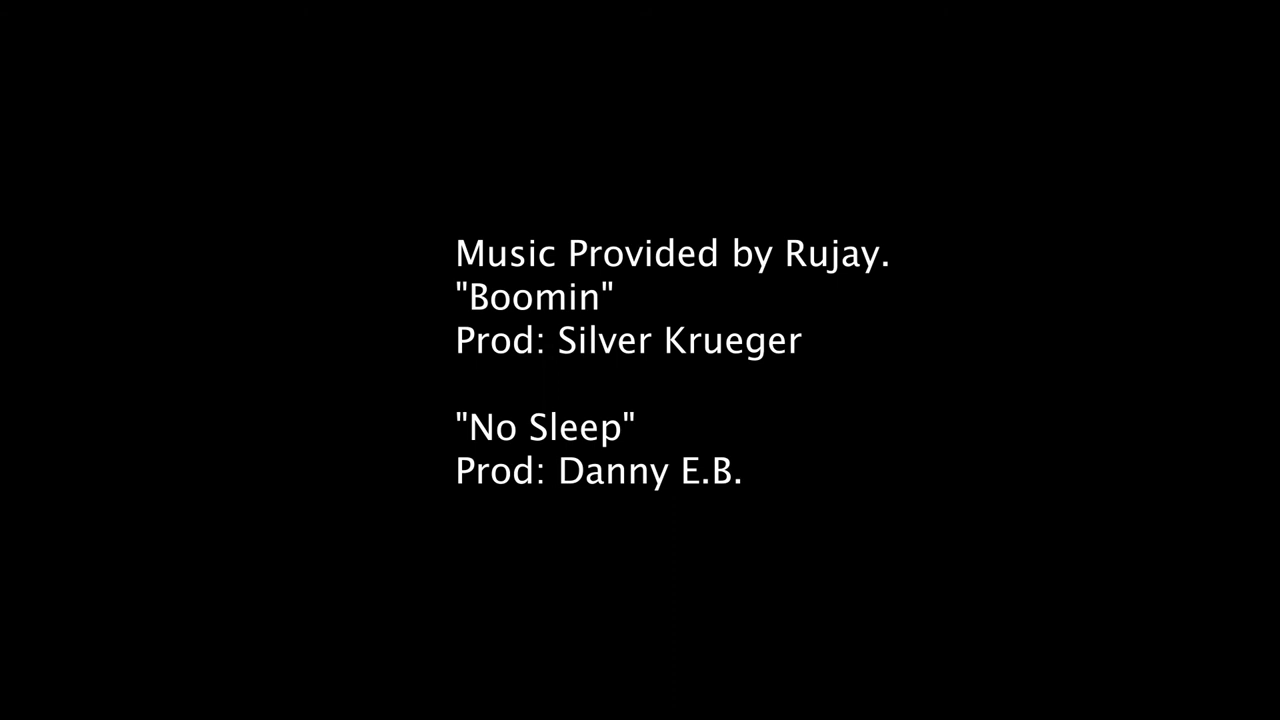 Music Provided by Rujay.
"Boomin"
Prod: Silver Krueger
"No Sleep"
Prod: Danny E.B.